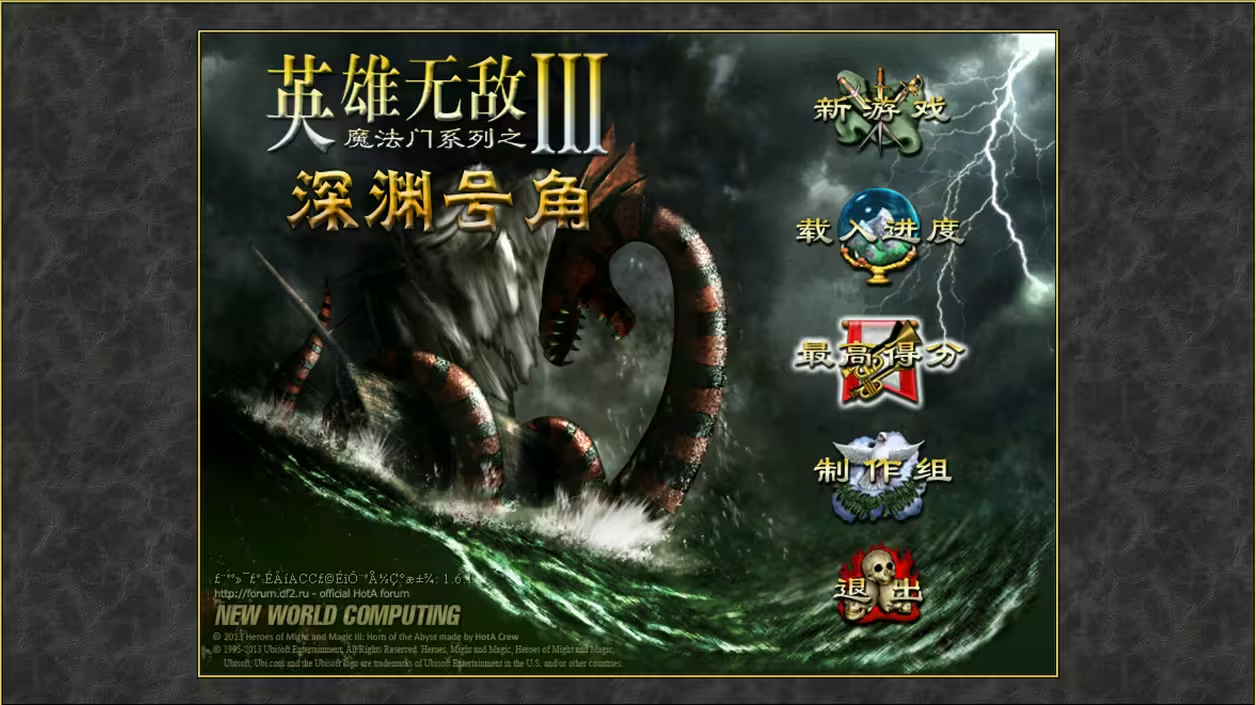 英雄无敌III
魔法门系列之
深渊号角
新游戏
载入进度
最高得分
制作组
退出
http://forum.df2.ru - official HotA forum
NEW WORLD COMPUTING
© 2013 Heroes of Might and Magic III: Horn of the Abyss made by HotA Crew
© 1995-2013 Ubisoft Entertainment. All Rights Reserved. Heroes, Might and Magic, Heroes of Might and Magic,
Ubisoft, Ubi.com and the Ubisoft logo are trademarks of Ubisoft Entertainment in the U.S. and/or other countries.